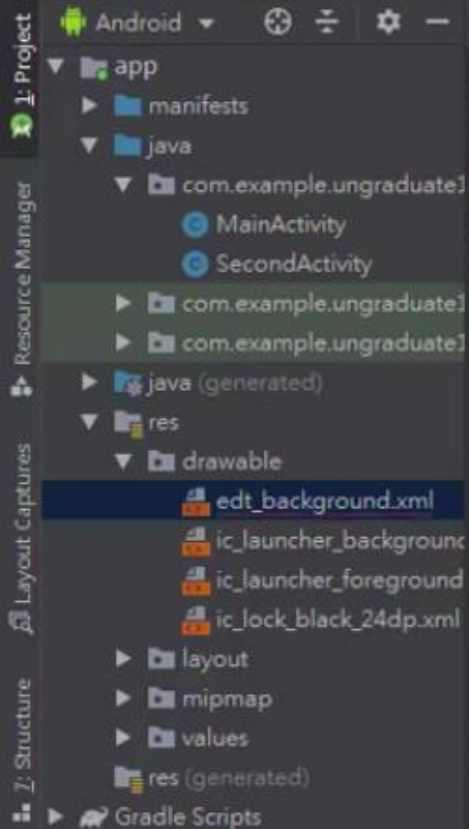 1: Project
Resource Manager
Layout Captures
7: Structure
Android
app
manifests
java
com.example.ungraduate1
MainActivity
SecondActivity
com.example.ungraduate1
com.example.ungraduate1
java (generated)
res
drawable
edt_background.xml
ic_launcher_background
ic_launcher_foreground
ic_lock_black_24dp.xml
layout
mipmap
values
res (generated)
Gradle Scripts